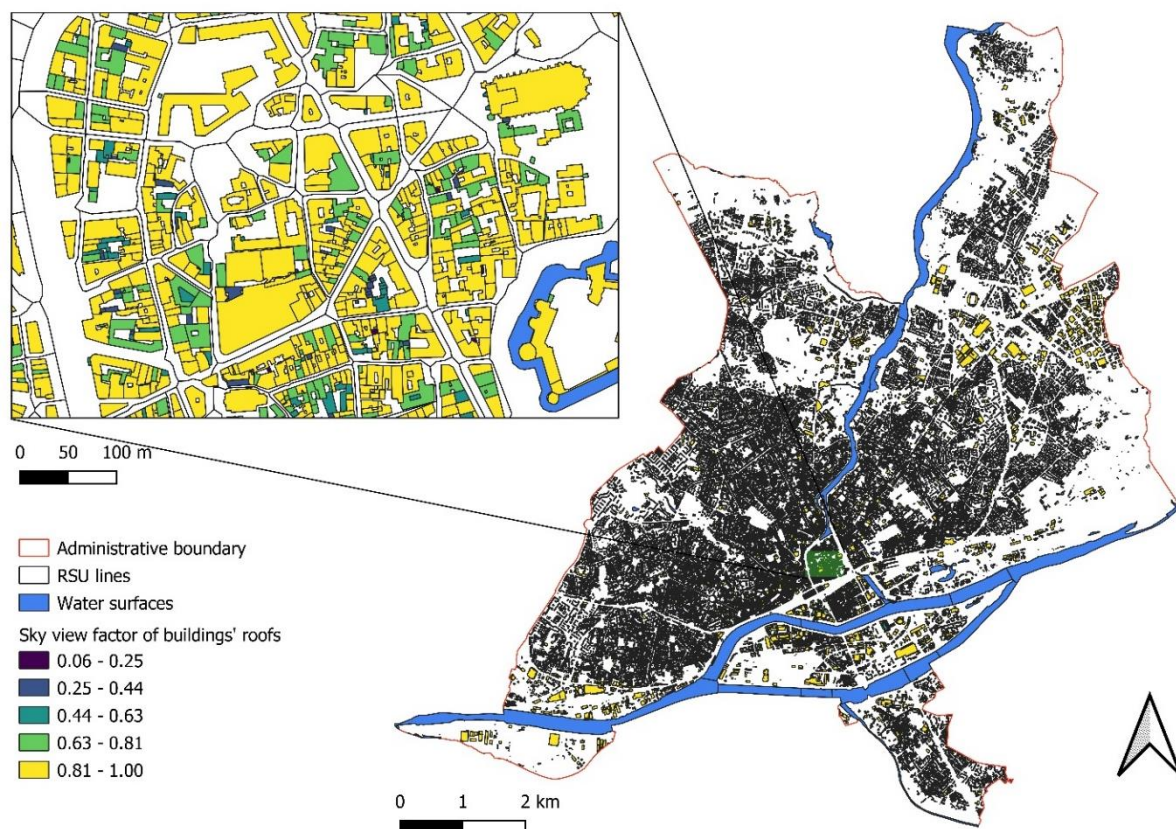 0 50 100 m
Administrative boundary
RSU lines
Water surfaces
Sky view factor of buildings' roofs
0.06 - 0.25
0.25 - 0.44
0.44 - 0.63
0.63 - 0.81
0.81 - 1.00
0 1 2 km